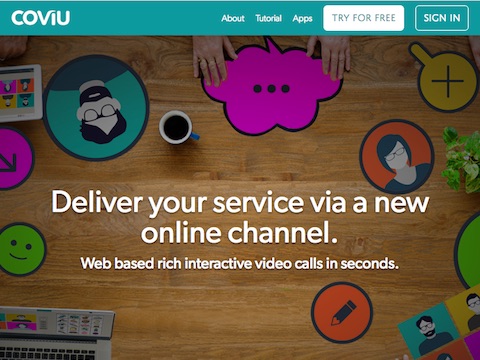 COViU
About Tutorial Apps TRY FOR FREE SIGN IN
Deliver your service via a new
online channel.
Web based rich interactive video calls in seconds.